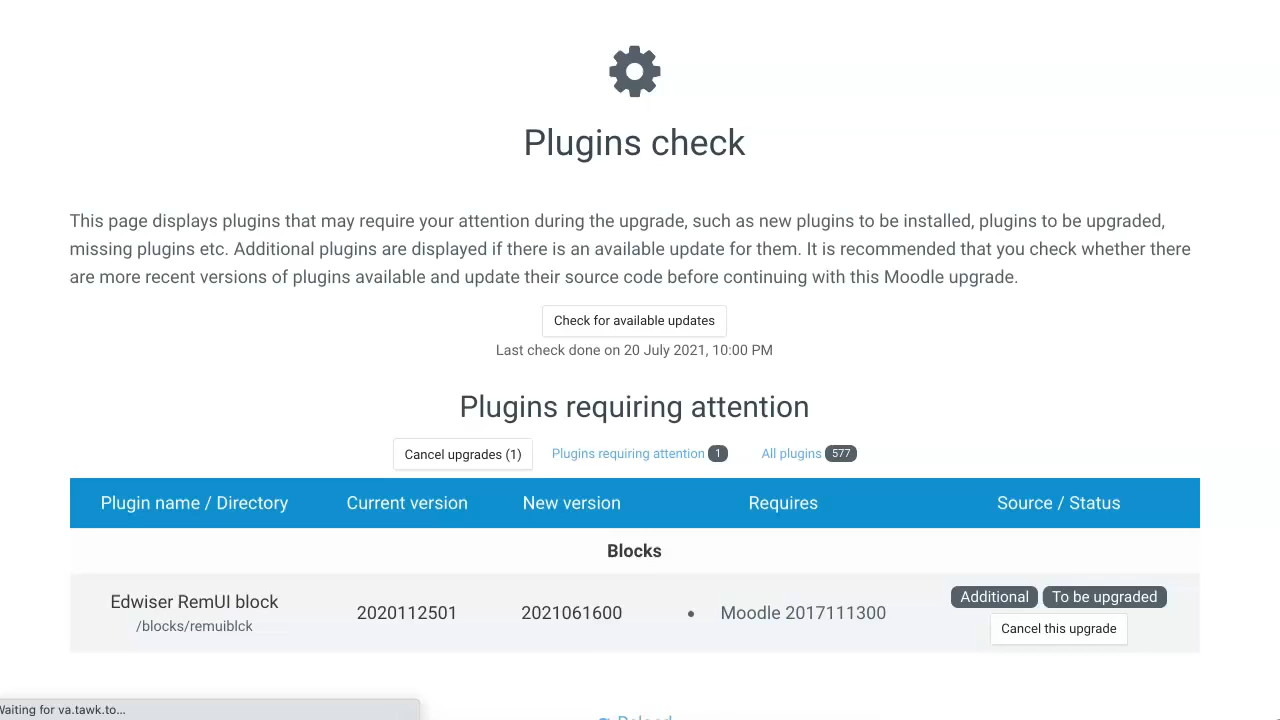 Plugins check
This page displays plugins that may require your attention during the upgrade, such as new plugins to be installed, plugins to be upgraded,
missing plugins etc. Additional plugins are displayed if there is an available update for them. It is recommended that you check whether there
are more recent versions of plugins available and update their source code before continuing with this Moodle upgrade.
Check for available updates
Last check done on 20 July 2021, 10:00 PM
Plugins requiring attention
Cancel upgrades (1) Plugins requiring attention 1 All plugins 577
Plugin name / Directory Current version New version Requires Source / Status
Blocks
Edwiser RemUI block 2020112501 2021061600 • Moodle 2017111300 Additional To be upgraded
/blocks/remuiblck Cancel this upgrade
Waiting for va.tawk.to...
Reload